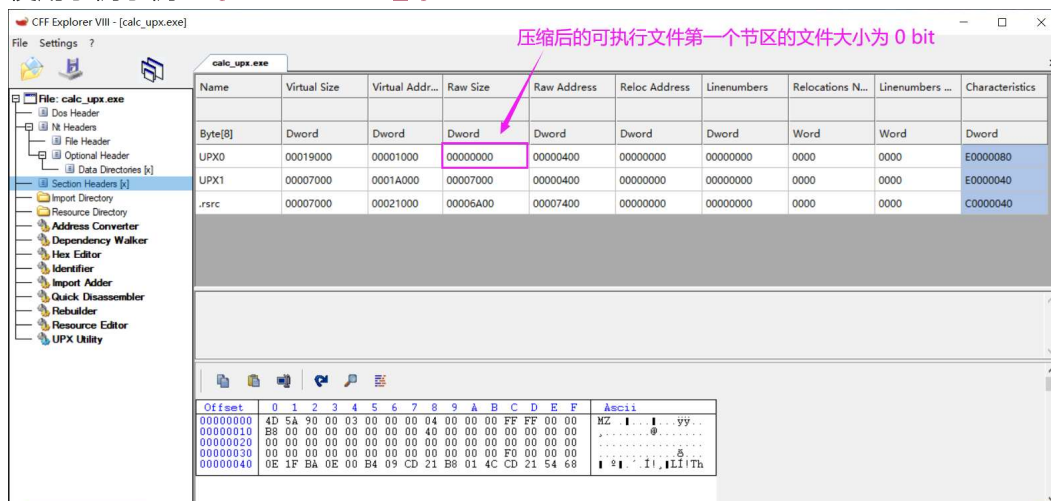 CFF Explorer VIII - [calc_upx.exe]
File Settings ?
压缩后的可执行文件第一个节区的文件大小为 0 bit
calc_upx.exe
File: calc_upx.exe
Dos Header
Nt Headers
File Header
Optional Header
Data Directories [x]
Section Headers [x]
Import Directory
Resource Directory
Address Converter
Dependency Walker
Hex Editor
Identifier
Import Adder
Quick Disassembler
Rebuilder
Resource Editor
UPX Utility
Name Virtual Size Virtual Addr... Raw Size Raw Address Reloc Address Linenumbers Relocations N... Linenumbers ... Characteristics
Byte[8] Dword Dword Dword Dword Dword Dword Word Word Dword
UPX0 00019000 00001000 00000000 00000400 00000000 00000000 0000 0000 E0000080
UPX1 00007000 0001A000 00007000 00000400 00000000 00000000 0000 0000 E0000040
.rsrc 00007000 00021000 00006A00 00007400 00000000 00000000 0000 0000 C0000040
Offset 0 1 2 3 4 5 6 7 8 9 A B C D E F Ascii
00000000 4D 5A 90 00 03 00 00 00 04 00 00 00 FF FF 00 00 MZ
00000010 B8 00 00 00 00 00 00 00 40 00 00 00 00 00 00 00
00000020 00 00 00 00 00 00 00 00 00 00 00 00 00 00 00 00
00000030 00 00 00 00 00 00 00 00 00 00 00 00 F0 00 00 00
00000040 0E 1F BA 0E 00 B4 09 CD 21 B8 01 4C CD 21 54 68